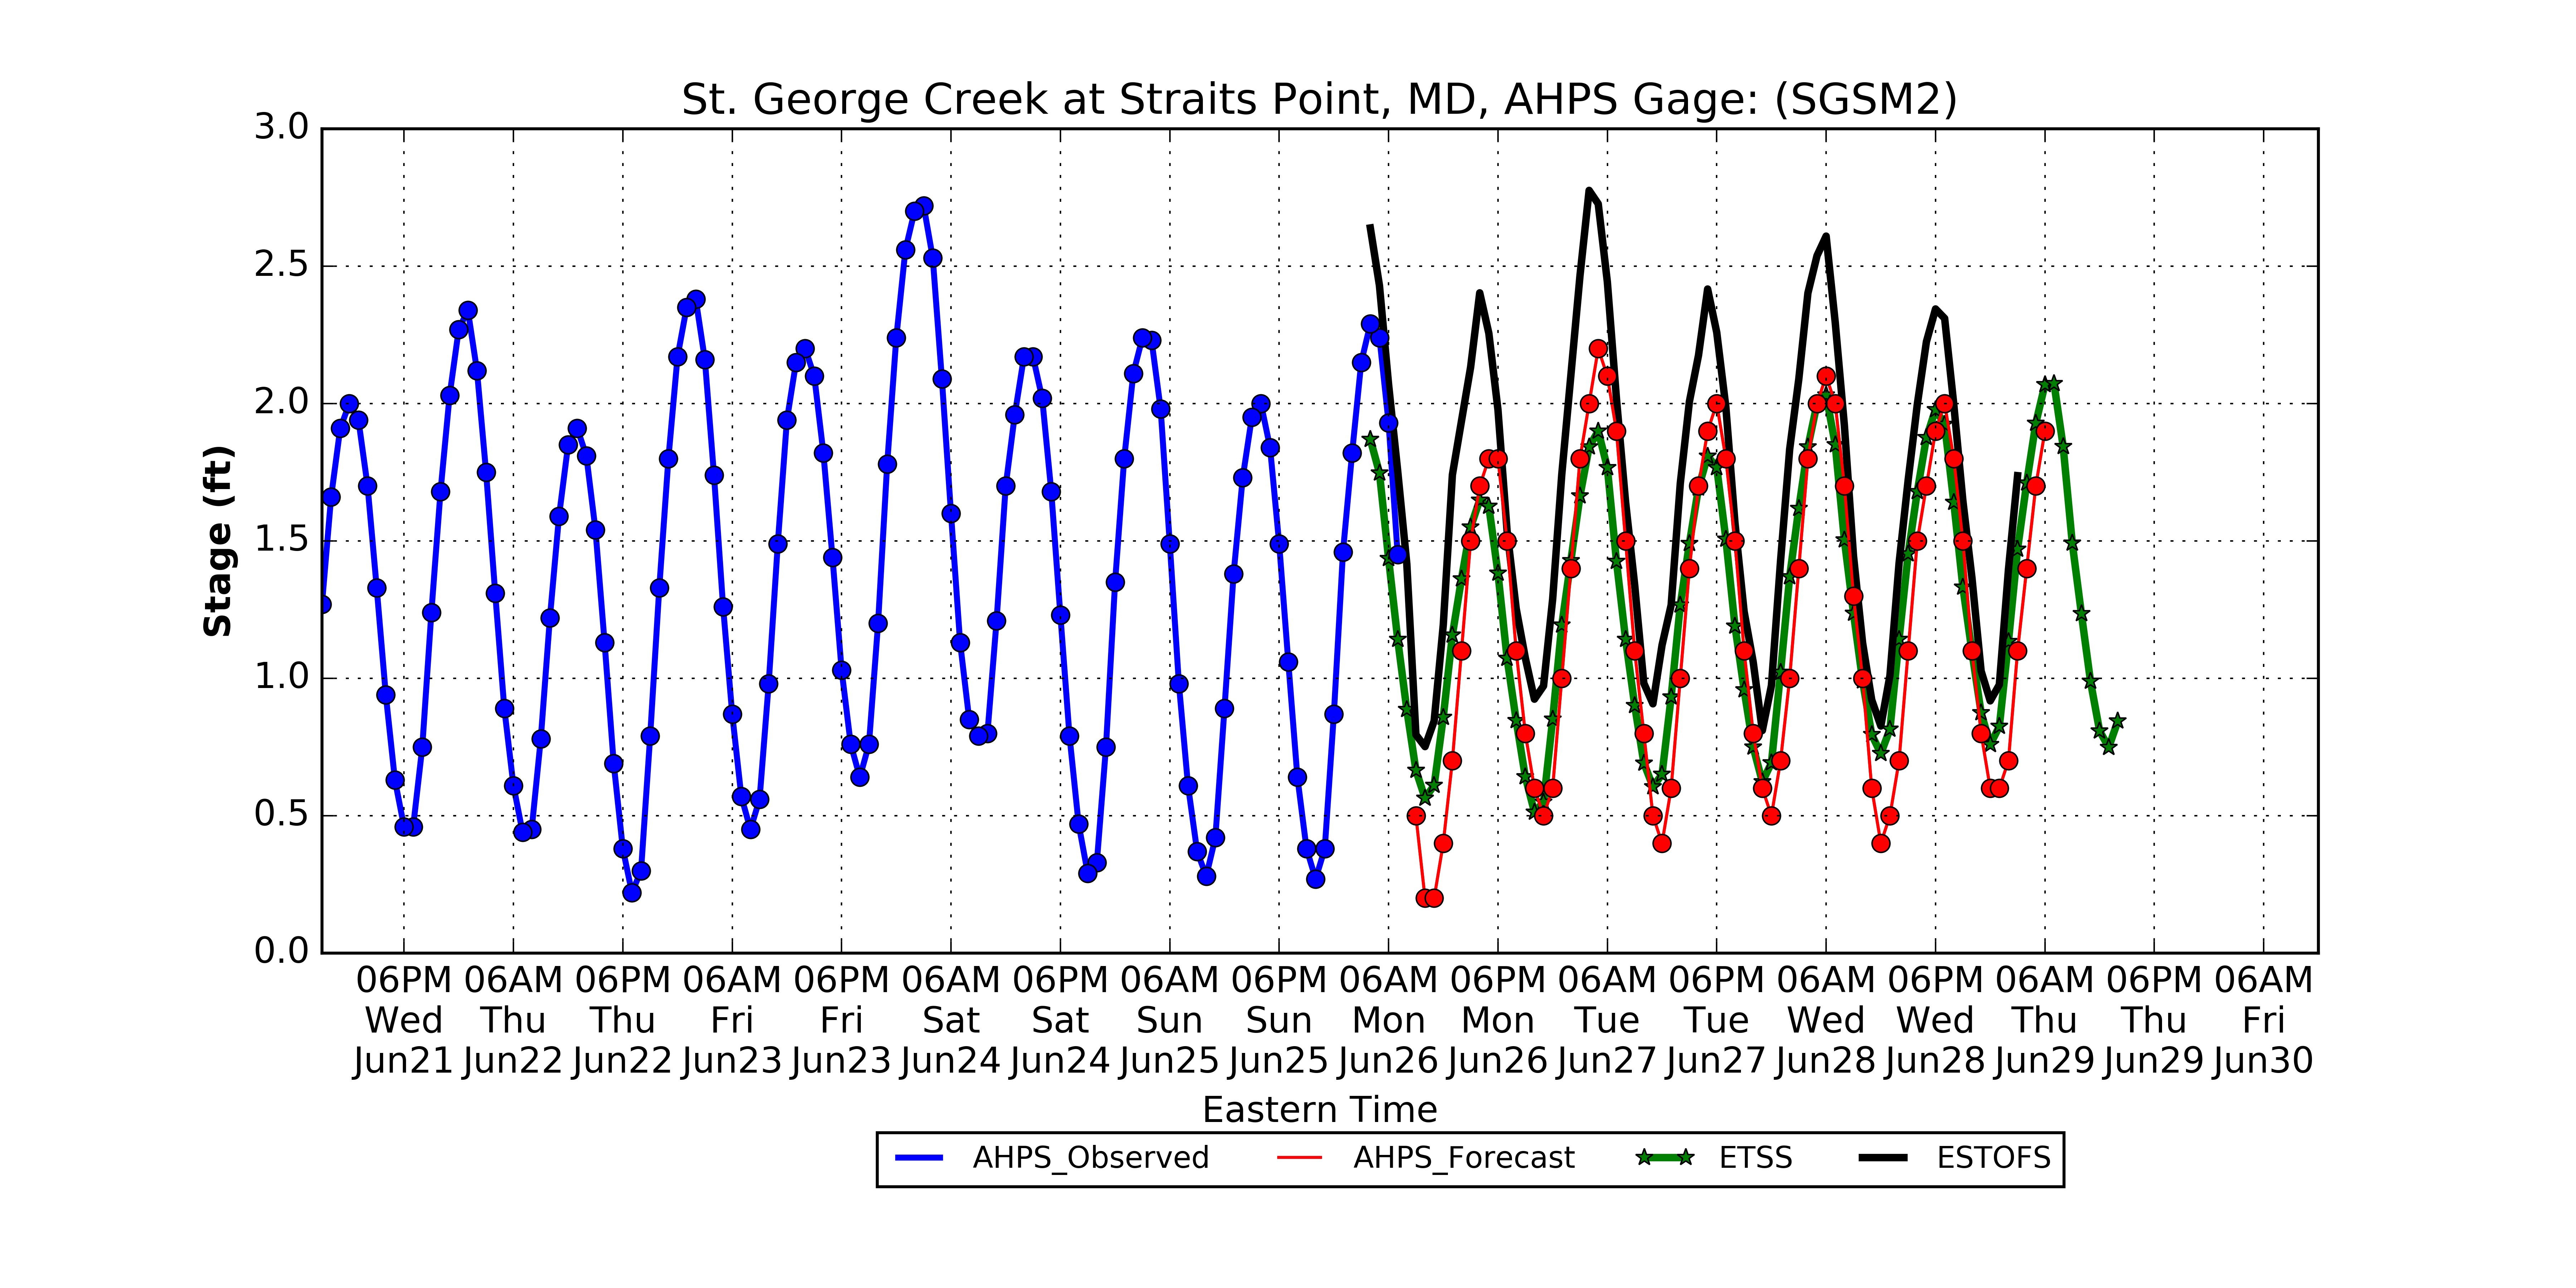 St. George Creek at Straits Point, MD, AHPS Gage: (SGSM2)
3.0
2.5
2.0
1.5
1.0
0.5
0.0
Stage (ft)
06PM 06AM 06PM 06AM 06PM 06AM 06PM 06AM 06PM 06AM 06PM 06AM 06PM 06AM 06PM 06AM 06PM 06AM
Wed Thu Thu Fri Fri Sat Sat Sun Sun Mon Mon Tue Tue Wed Wed Thu Thu Fri
Jun21 Jun22 Jun22 Jun23 Jun23 Jun24 Jun24 Jun25 Jun25 Jun26 Jun26 Jun27 Jun27 Jun28 Jun28 Jun29 Jun29 Jun30
Eastern Time
AHPS_Observed AHPS_Forecast ETSS ESTOFS